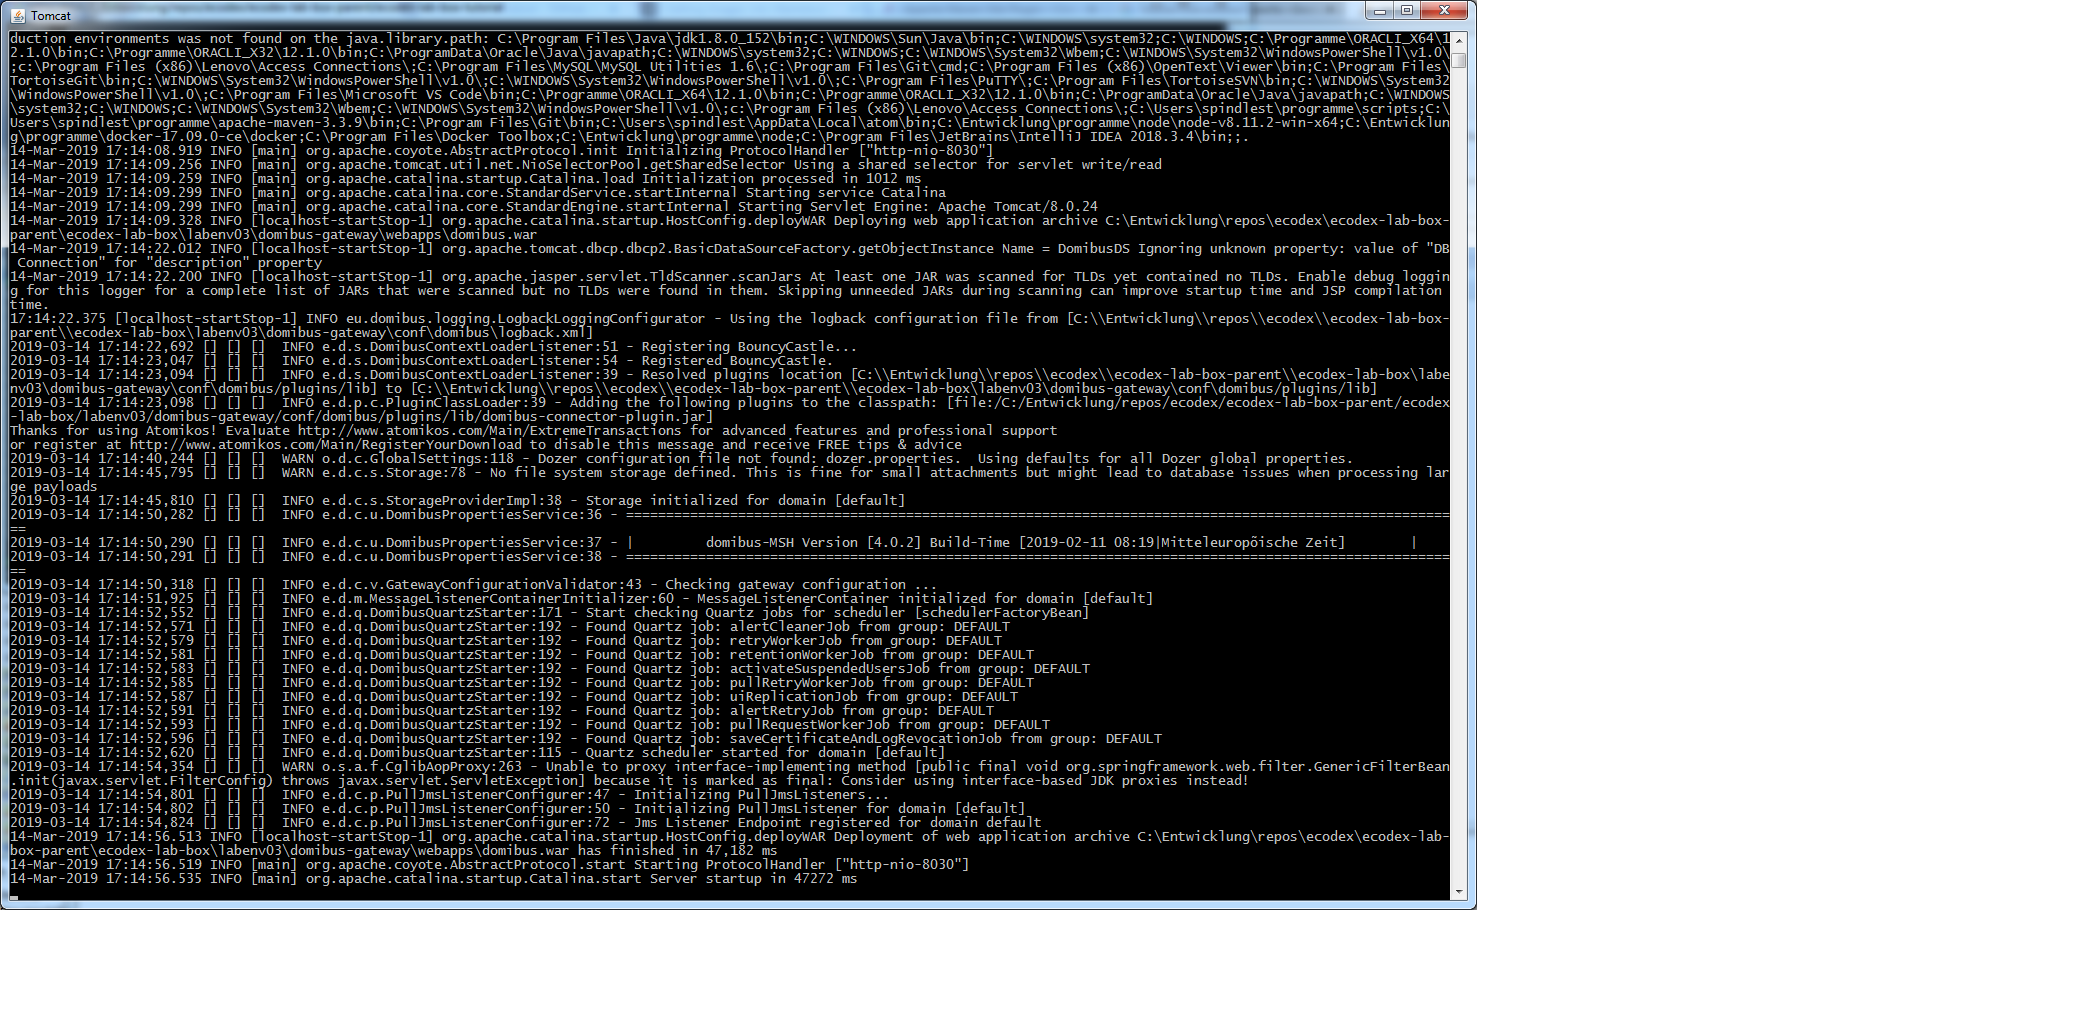 Tomcat
duction environments was not found on the java.library.path: C:\Program Files\Java\jdk1.8.0_152\bin;C:\WINDOWS\Sun\Java\bin;C:\WINDOWS\system32;C:\WINDOWS;C:\Programme\ORACLI_X64\1
2.1.0\bin;C:\Programme\ORACLI_X32\12.1.0\bin;C:\ProgramData\Oracle\Java\javapath;C:\WINDOWS\system32;C:\WINDOWS;C:\WINDOWS\System32\Wbem;C:\WINDOWS\System32\WindowsPowerShell\v1.0\
;c:\Program Files (x86)\Lenovo\Access Connections\;C:\Program Files\MySQL\MySQL Utilities 1.6\;C:\Program Files\Git\cmd;C:\Program Files (x86)\OpenText\Viewer\bin;C:\Program Files\
TortoiseGit\bin;C:\WINDOWS\System32\WindowsPowerShell\v1.0\;C:\WINDOWS\System32\WindowsPowerShell\v1.0\;C:\Program Files\PuTTY\;C:\Program Files\TortoiseSVN\bin;C:\WINDOWS\System32
\WindowsPowerShell\v1.0\;C:\Program Files\Microsoft VS Code\bin;C:\Programme\ORACLI_X64\12.1.0\bin;C:\Programme\ORACLI_X32\12.1.0\bin;C:\ProgramData\Oracle\Java\javapath;C:\WINDOWS
\system32;C:\WINDOWS;C:\WINDOWS\System32\Wbem;C:\WINDOWS\System32\WindowsPowerShell\v1.0\;c:\Program Files (x86)\Lenovo\Access Connections\;C:\Users\spindlest\programme\scripts;C:\
Users\spindlest\programme\apache-maven-3.3.9\bin;C:\Program Files\Git\bin;C:\Users\spindlest\AppData\Local\atom\bin;C:\Entwicklung\programme\node\node-v8.11.2-win-x64;C:\Entwicklun
g\programme\docker-17.09.0-ce\docker;C:\Program Files\Docker Toolbox;C:\Entwicklung\programme\node;C:\Program Files\JetBrains\IntelliJ IDEA 2018.3.4\bin;;.
14-Mar-2019 17:14:08.919 INFO [main] org.apache.coyote.AbstractProtocol.init Initializing ProtocolHandler ["http-nio-8030"]
14-Mar-2019 17:14:09.256 INFO [main] org.apache.tomcat.util.net.NioSelectorPool.getSharedSelector Using a shared selector for servlet write/read
14-Mar-2019 17:14:09.259 INFO [main] org.apache.catalina.startup.Catalina.load Initialization processed in 1012 ms
14-Mar-2019 17:14:09.299 INFO [main] org.apache.catalina.core.StandardService.startInternal Starting service Catalina
14-Mar-2019 17:14:09.299 INFO [main] org.apache.catalina.core.StandardEngine.startInternal Starting Servlet Engine: Apache Tomcat/8.0.24
14-Mar-2019 17:14:09.328 INFO [localhost-startStop-1] org.apache.catalina.startup.HostConfig.deployWAR Deploying web application archive C:\Entwicklung\repos\ecodex\ecodex-lab-box-
parent\ecodex-lab-box\labenv03\domibus-gateway\webapps\domibus.war
14-Mar-2019 17:14:22.012 INFO [localhost-startStop-1] org.apache.tomcat.dbcp.dbcp2.BasicDataSourceFactory.getObjectInstance Name = DomibusDS Ignoring unknown property: value of "DB
 Connection" for "description" property
14-Mar-2019 17:14:22.200 INFO [localhost-startStop-1] org.apache.jasper.servlet.TldScanner.scanJars At least one JAR was scanned for TLDs yet contained no TLDs. Enable debug loggin
g for this logger for a complete list of JARs that were scanned but no TLDs were found in them. Skipping unneeded JARs during scanning can improve startup time and JSP compilation
time.
17:14:22.375 [localhost-startStop-1] INFO eu.domibus.logging.LogbackLoggingConfigurator - Using the logback configuration file from [C:\\Entwicklung\\repos\\ecodex\\ecodex-lab-box-
parent\\ecodex-lab-box\labenv03\domibus-gateway\conf\domibus\logback.xml]
2019-03-14 17:14:22,692 [] [] []  INFO e.d.s.DomibusContextLoaderListener:51 - Registering BouncyCastle...
2019-03-14 17:14:23,047 [] [] []  INFO e.d.s.DomibusContextLoaderListener:54 - Registered BouncyCastle.
2019-03-14 17:14:23,094 [] [] []  INFO e.d.s.DomibusContextLoaderListener:39 - Resolved plugins location [C:\\Entwicklung\\repos\\ecodex\\ecodex-lab-box-parent\\ecodex-lab-box\labe
nv03\domibus-gateway\conf\domibus/plugins/lib] to [C:\\Entwicklung\\repos\\ecodex\\ecodex-lab-box-parent\\ecodex-lab-box\labenv03\domibus-gateway\conf\domibus/plugins/lib]
2019-03-14 17:14:23,098 [] [] []  INFO e.d.p.c.PluginClassLoader:39 - Adding the following plugins to the classpath: [file:/C:/Entwicklung/repos/ecodex/ecodex-lab-box-parent/ecodex
-lab-box/labenv03/domibus-gateway/conf/domibus/plugins/lib/domibus-connector-plugin.jar]
Thanks for using Atomikos! Evaluate http://www.atomikos.com/Main/ExtremeTransactions for advanced features and professional support
or register at http://www.atomikos.com/Main/RegisterYourDownload to disable this message and receive FREE tips & advice
2019-03-14 17:14:40,244 [] [] []  WARN o.d.c.GlobalSettings:118 - Dozer configuration file not found: dozer.properties.  Using defaults for all Dozer global properties.
2019-03-14 17:14:45,795 [] [] []  WARN e.d.c.s.Storage:78 - No file system storage defined. This is fine for small attachments but might lead to database issues when processing lar
ge payloads
2019-03-14 17:14:45,810 [] [] []  INFO e.d.c.s.StorageProviderImpl:38 - Storage initialized for domain [default]
2019-03-14 17:14:50,282 [] [] []  INFO e.d.c.u.DomibusPropertiesService:36 - =======================================================================================================
==
2019-03-14 17:14:50,290 [] [] []  INFO e.d.c.u.DomibusPropertiesService:37 - |         domibus-MSH Version [4.0.2] Build-Time [2019-02-11 08:19|Mitteleuropõische Zeit]        |
2019-03-14 17:14:50,291 [] [] []  INFO e.d.c.u.DomibusPropertiesService:38 - =======================================================================================================
==
2019-03-14 17:14:50,318 [] [] []  INFO e.d.c.v.GatewayConfigurationValidator:43 - Checking gateway configuration ...
2019-03-14 17:14:51,925 [] [] []  INFO e.d.m.MessageListenerContainerInitializer:60 - MessageListenerContainer initialized for domain [default]
2019-03-14 17:14:52,552 [] [] []  INFO e.d.q.DomibusQuartzStarter:171 - Start checking Quartz jobs for scheduler [schedulerFactoryBean]
2019-03-14 17:14:52,571 [] [] []  INFO e.d.q.DomibusQuartzStarter:192 - Found Quartz job: alertCleanerJob from group: DEFAULT
2019-03-14 17:14:52,579 [] [] []  INFO e.d.q.DomibusQuartzStarter:192 - Found Quartz job: retryWorkerJob from group: DEFAULT
2019-03-14 17:14:52,581 [] [] []  INFO e.d.q.DomibusQuartzStarter:192 - Found Quartz job: retentionWorkerJob from group: DEFAULT
2019-03-14 17:14:52,583 [] [] []  INFO e.d.q.DomibusQuartzStarter:192 - Found Quartz job: activateSuspendedUsersJob from group: DEFAULT
2019-03-14 17:14:52,585 [] [] []  INFO e.d.q.DomibusQuartzStarter:192 - Found Quartz job: pullRetryWorkerJob from group: DEFAULT
2019-03-14 17:14:52,587 [] [] []  INFO e.d.q.DomibusQuartzStarter:192 - Found Quartz job: uiReplicationJob from group: DEFAULT
2019-03-14 17:14:52,591 [] [] []  INFO e.d.q.DomibusQuartzStarter:192 - Found Quartz job: alertRetryJob from group: DEFAULT
2019-03-14 17:14:52,593 [] [] []  INFO e.d.q.DomibusQuartzStarter:192 - Found Quartz job: pullRequestWorkerJob from group: DEFAULT
2019-03-14 17:14:52,596 [] [] []  INFO e.d.q.DomibusQuartzStarter:192 - Found Quartz job: saveCertificateAndLogRevocationJob from group: DEFAULT
2019-03-14 17:14:52,620 [] [] []  INFO e.d.q.DomibusQuartzStarter:115 - Quartz scheduler started for domain [default]
2019-03-14 17:14:54,354 [] [] []  WARN o.s.a.f.CglibAopProxy:263 - Unable to proxy interface-implementing method [public final void org.springframework.web.filter.GenericFilterBean
.init(javax.servlet.FilterConfig) throws javax.servlet.ServletException] because it is marked as final: Consider using interface-based JDK proxies instead!
2019-03-14 17:14:54,801 [] [] []  INFO e.d.c.p.PullJmsListenerConfigurer:47 - Initializing PullJmsListeners...
2019-03-14 17:14:54,802 [] [] []  INFO e.d.c.p.PullJmsListenerConfigurer:50 - Initializing PullJmsListener for domain [default]
2019-03-14 17:14:54,824 [] [] []  INFO e.d.c.p.PullJmsListenerConfigurer:72 - Jms Listener Endpoint registered for domain default
14-Mar-2019 17:14:56.513 INFO [localhost-startStop-1] org.apache.catalina.startup.HostConfig.deployWAR Deployment of web application archive C:\Entwicklung\repos\ecodex\ecodex-lab-
box-parent\ecodex-lab-box\labenv03\domibus-gateway\webapps\domibus.war has finished in 47,182 ms
14-Mar-2019 17:14:56.519 INFO [main] org.apache.coyote.AbstractProtocol.start Starting ProtocolHandler ["http-nio-8030"]
14-Mar-2019 17:14:56.535 INFO [main] org.apache.catalina.startup.Catalina.start Server startup in 47272 ms